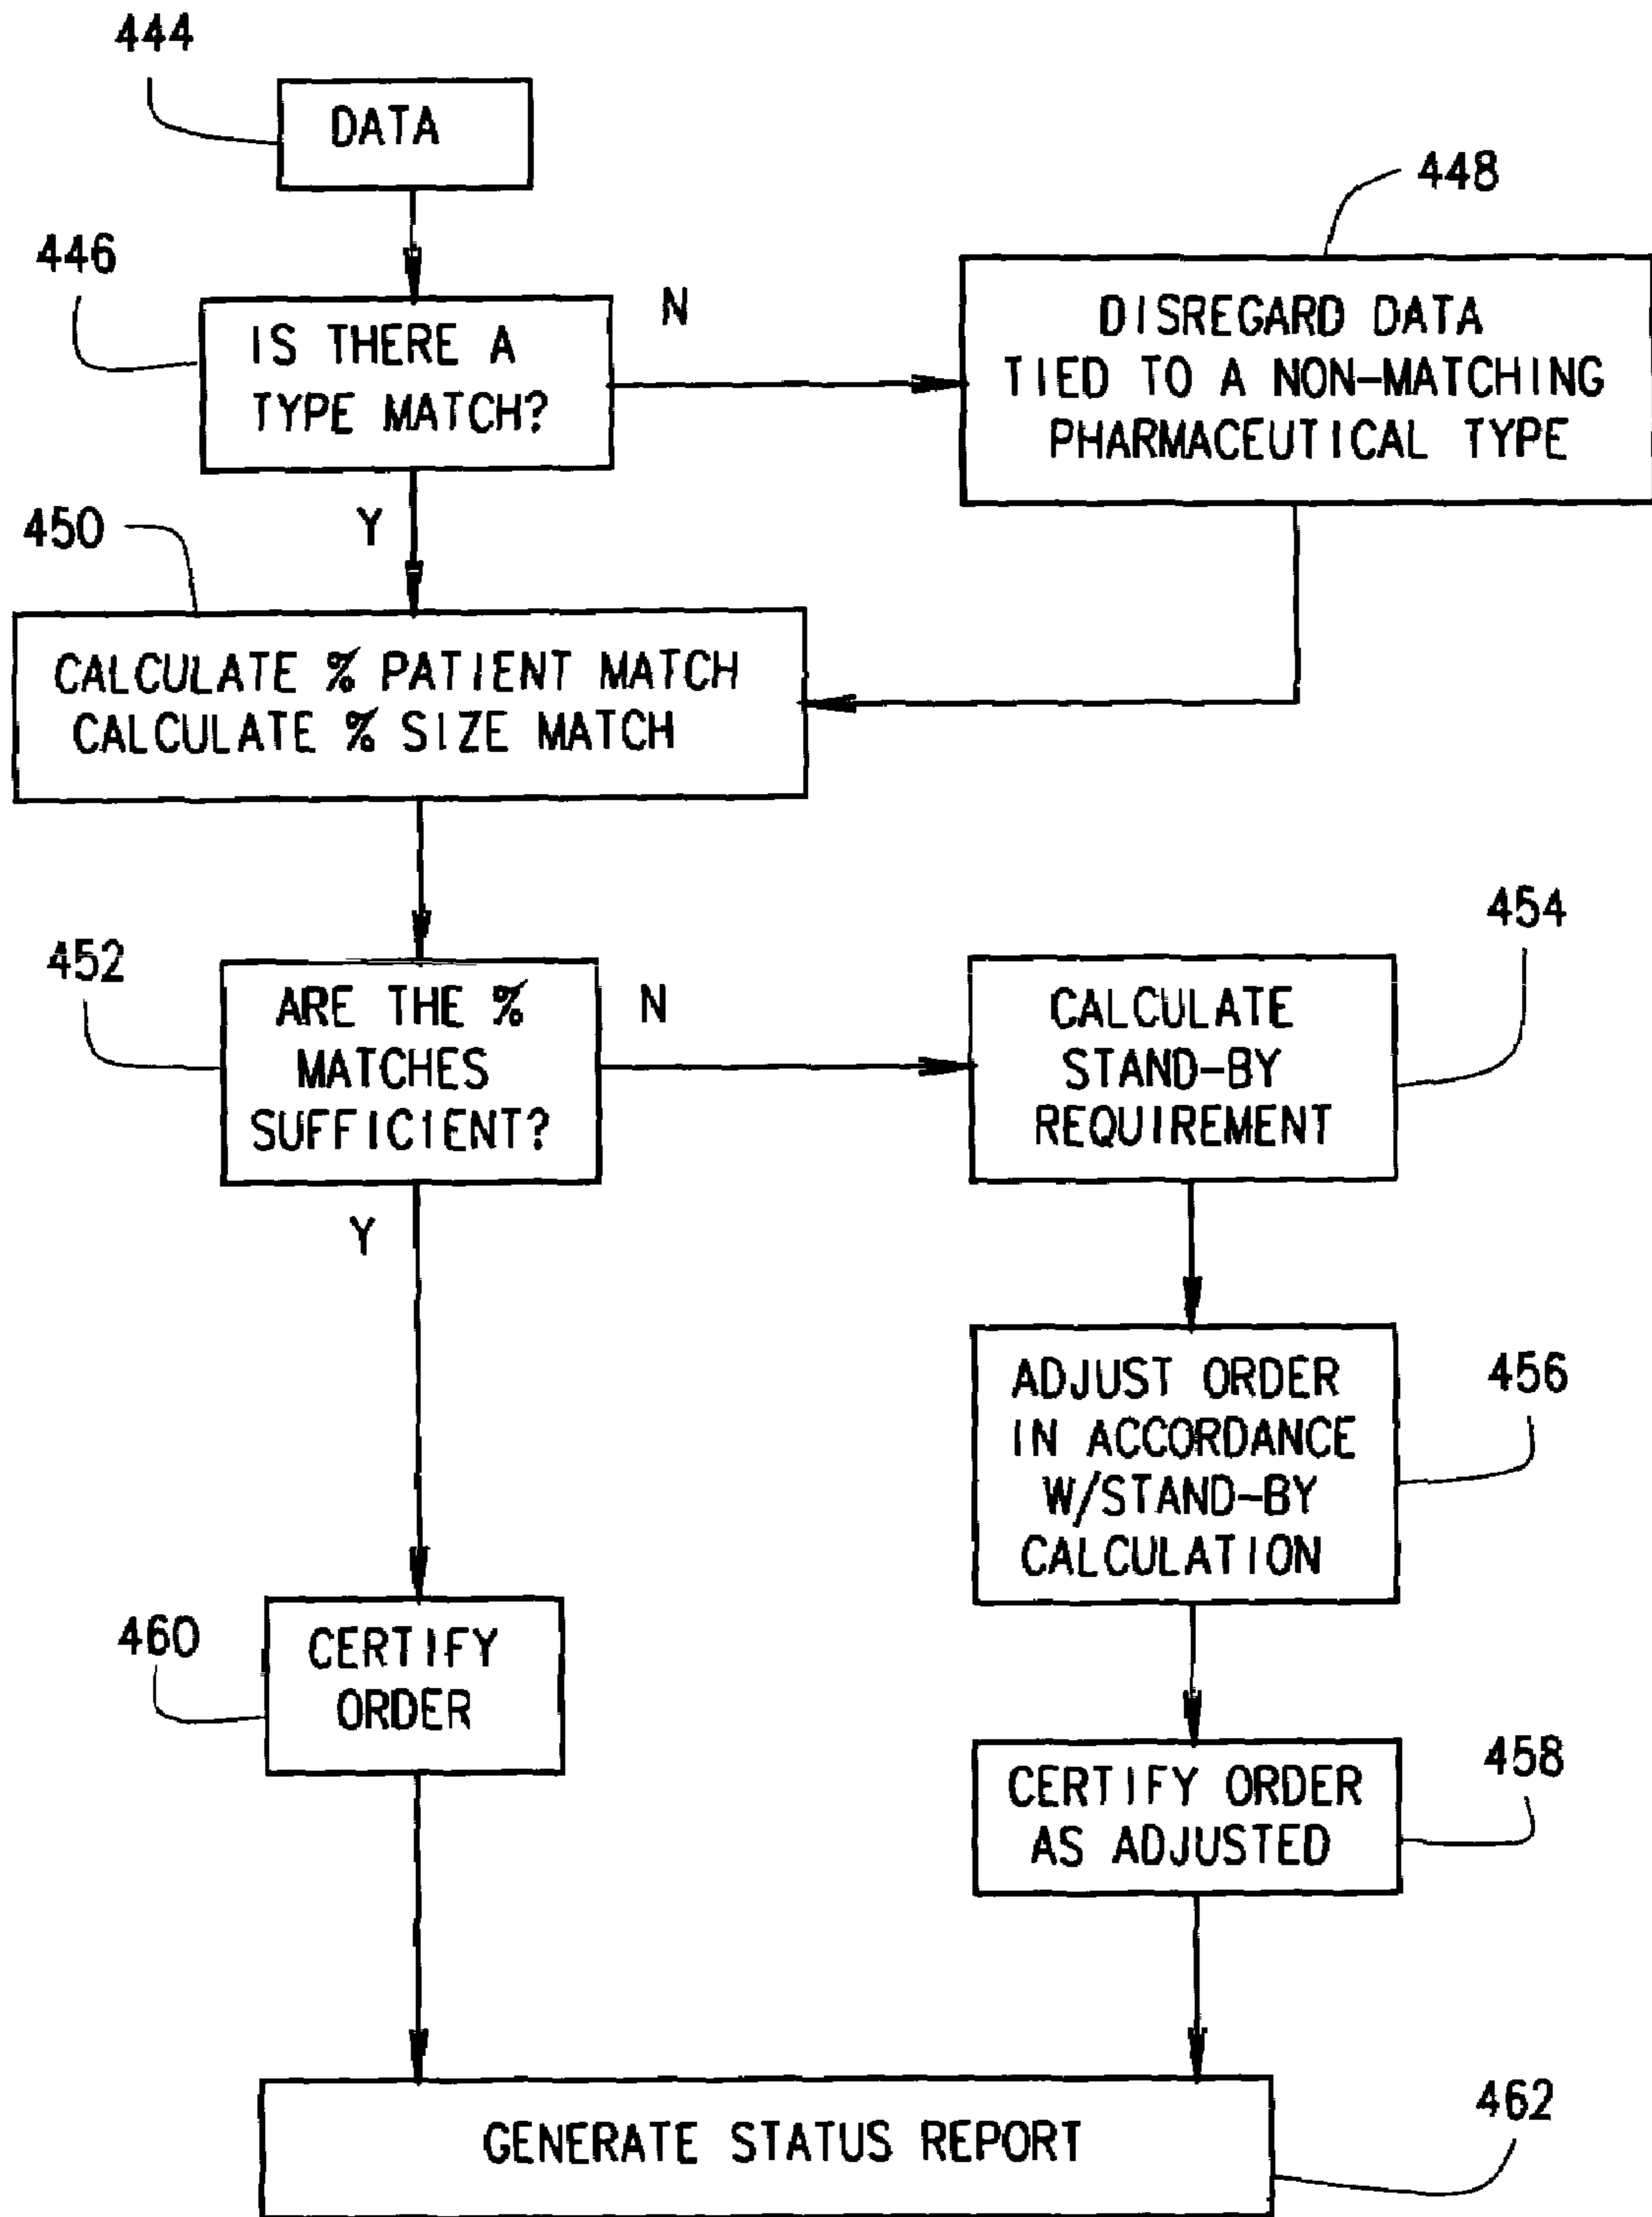 444
DATA
446
IS THERE A
TYPE MATCH?
N
448
DISREGARD DATA
TIED TO A NON-MATCHING
PHARMACEUTICAL TYPE
Y
450
CALCULATE % PATIENT MATCH
CALCULATE % SIZE MATCH
452
ARE THE %
MATCHES
SUFFICIENT?
N
454
CALCULATE
STAND-BY
REQUIREMENT
Y
456
ADJUST ORDER
IN ACCORDANCE
W/STAND-BY
CALCULATION
460
CERTIFY
ORDER
458
CERTIFY ORDER
AS ADJUSTED
462
GENERATE STATUS REPORT